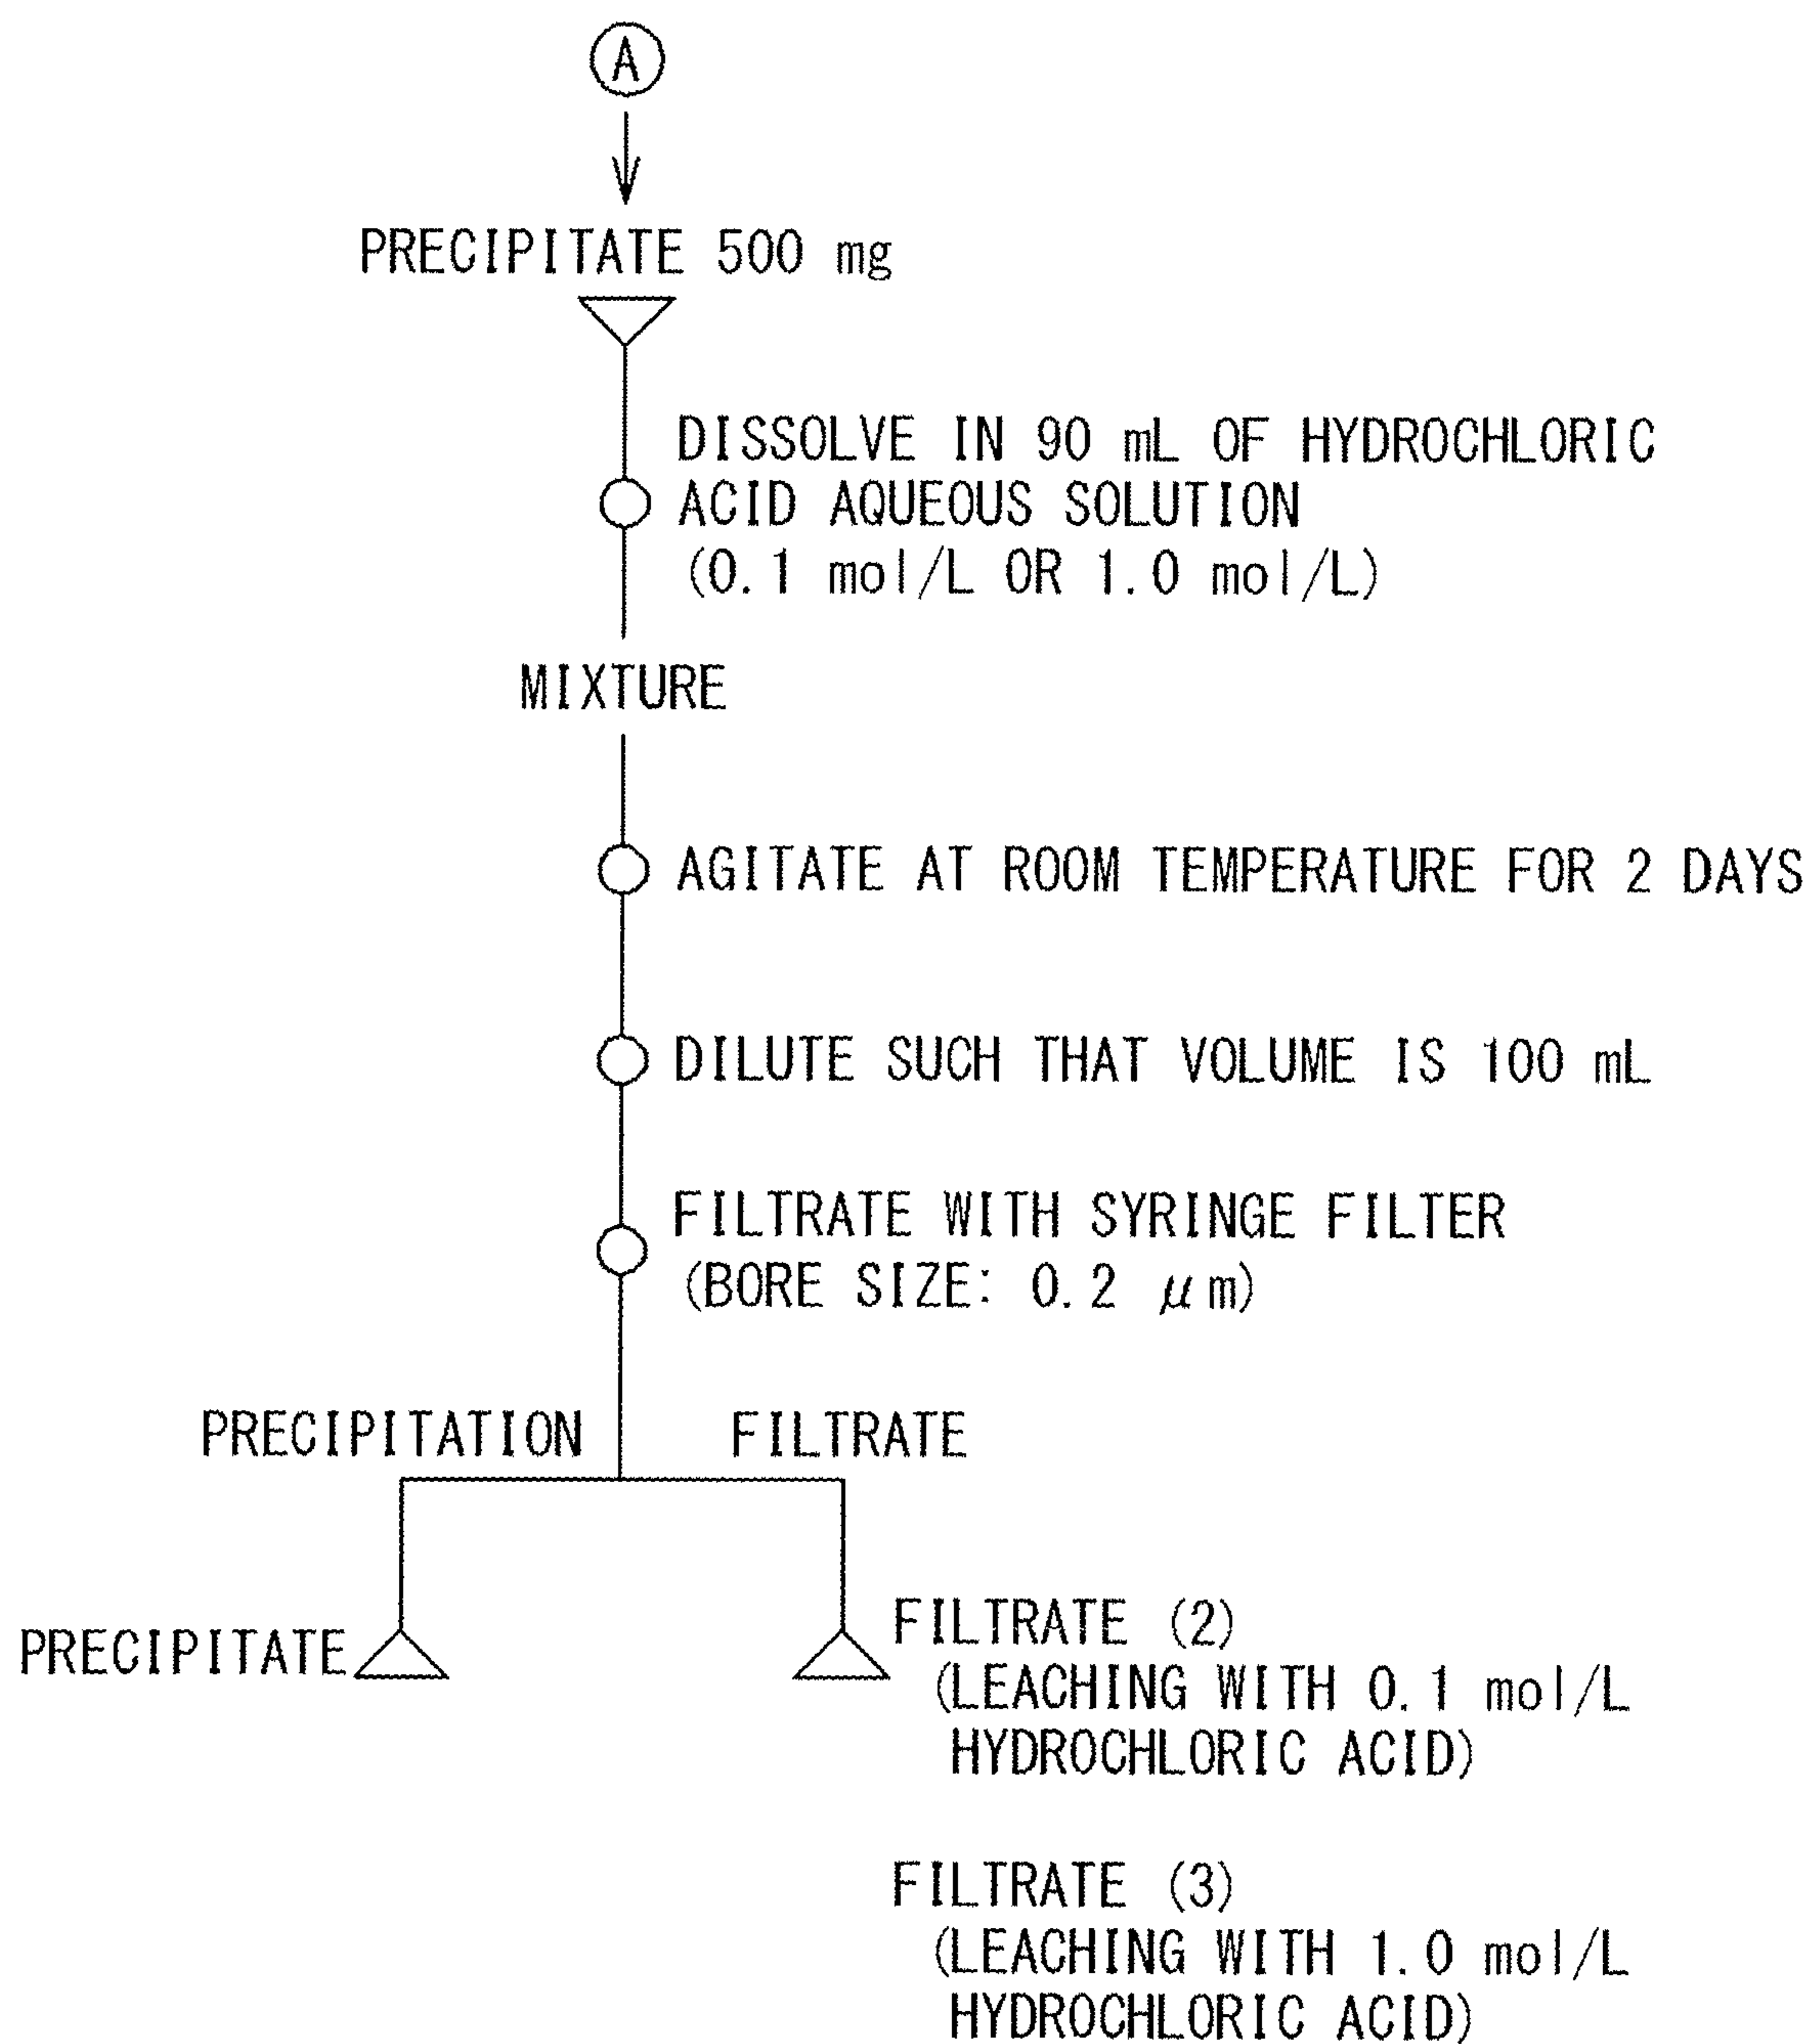 A
PRECIPITATE 500 mg
DISSOLVE IN 90 mL OF HYDROCHLORIC
ACID AQUEOUS SOLUTION
(0.1 mol/L OR 1.0 mol/L)
MIXTURE
AGITATE AT ROOM TEMPERATURE FOR 2 DAYS
DILUTE SUCH THAT VOLUME IS 100 mL
FILTRATE WITH SYRINGE FILTER
(BORE SIZE: 0.2 μm)
PRECIPITATION
FILTRATE
PRECIPITATE
FILTRATE (2)
(LEACHING WITH 0.1 mol/L
HYDROCHLORIC ACID)
FILTRATE (3)
(LEACHING WITH 1.0 mol/L
HYDROCHLORIC ACID)